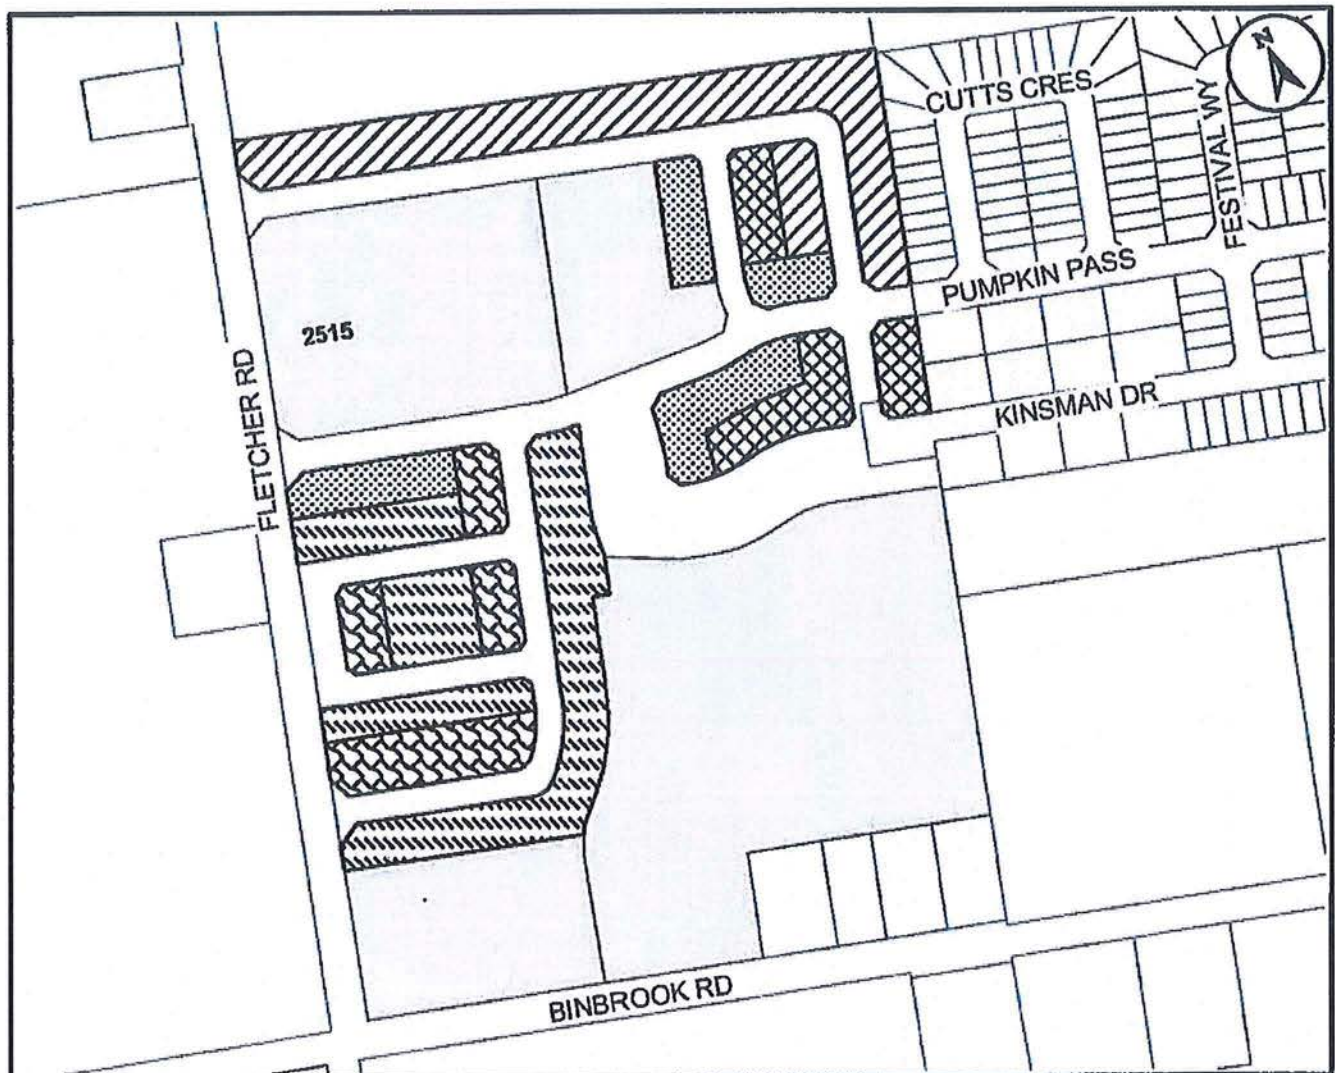 N
CUTTS CRES
FESTIVAL WY
PUMPKIN PASS
2515
FLETCHER RD
KINSMAN DR
BINBROOK RD